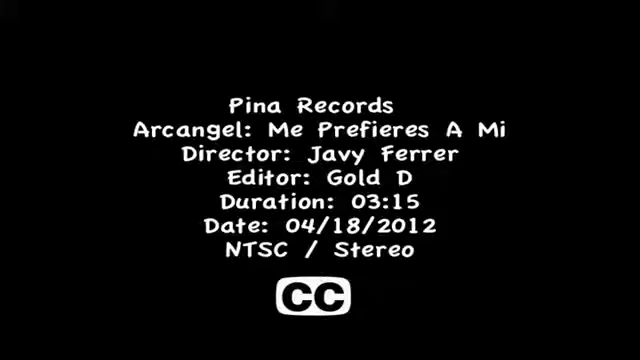 Pina Records
Arcangel: Me Prefieres A Mi
Director: Javy Ferrer
Editor: Gold D
Duration: 03:15
Date: 04/18/2012
NTSC / Stereo
CC